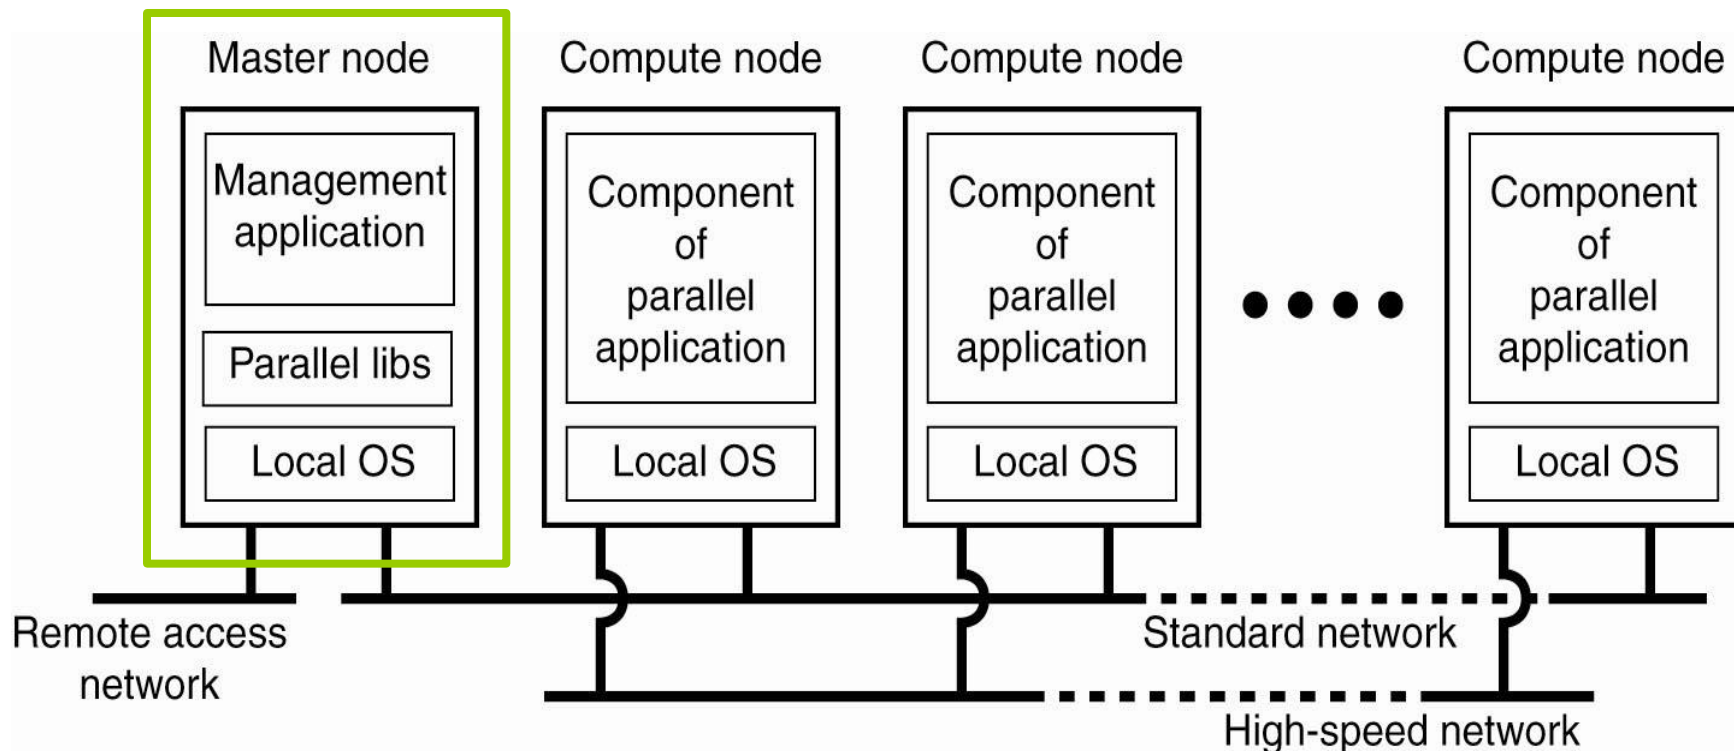 Master node
Compute node
Compute node
Compute node
Management
application
Parallel libs
Local OS
Component
of
parallel
application
Local OS
Component
of
parallel
application
Local OS
Component
of
parallel
application
Local OS
Remote access
network
Standard network
High-speed network